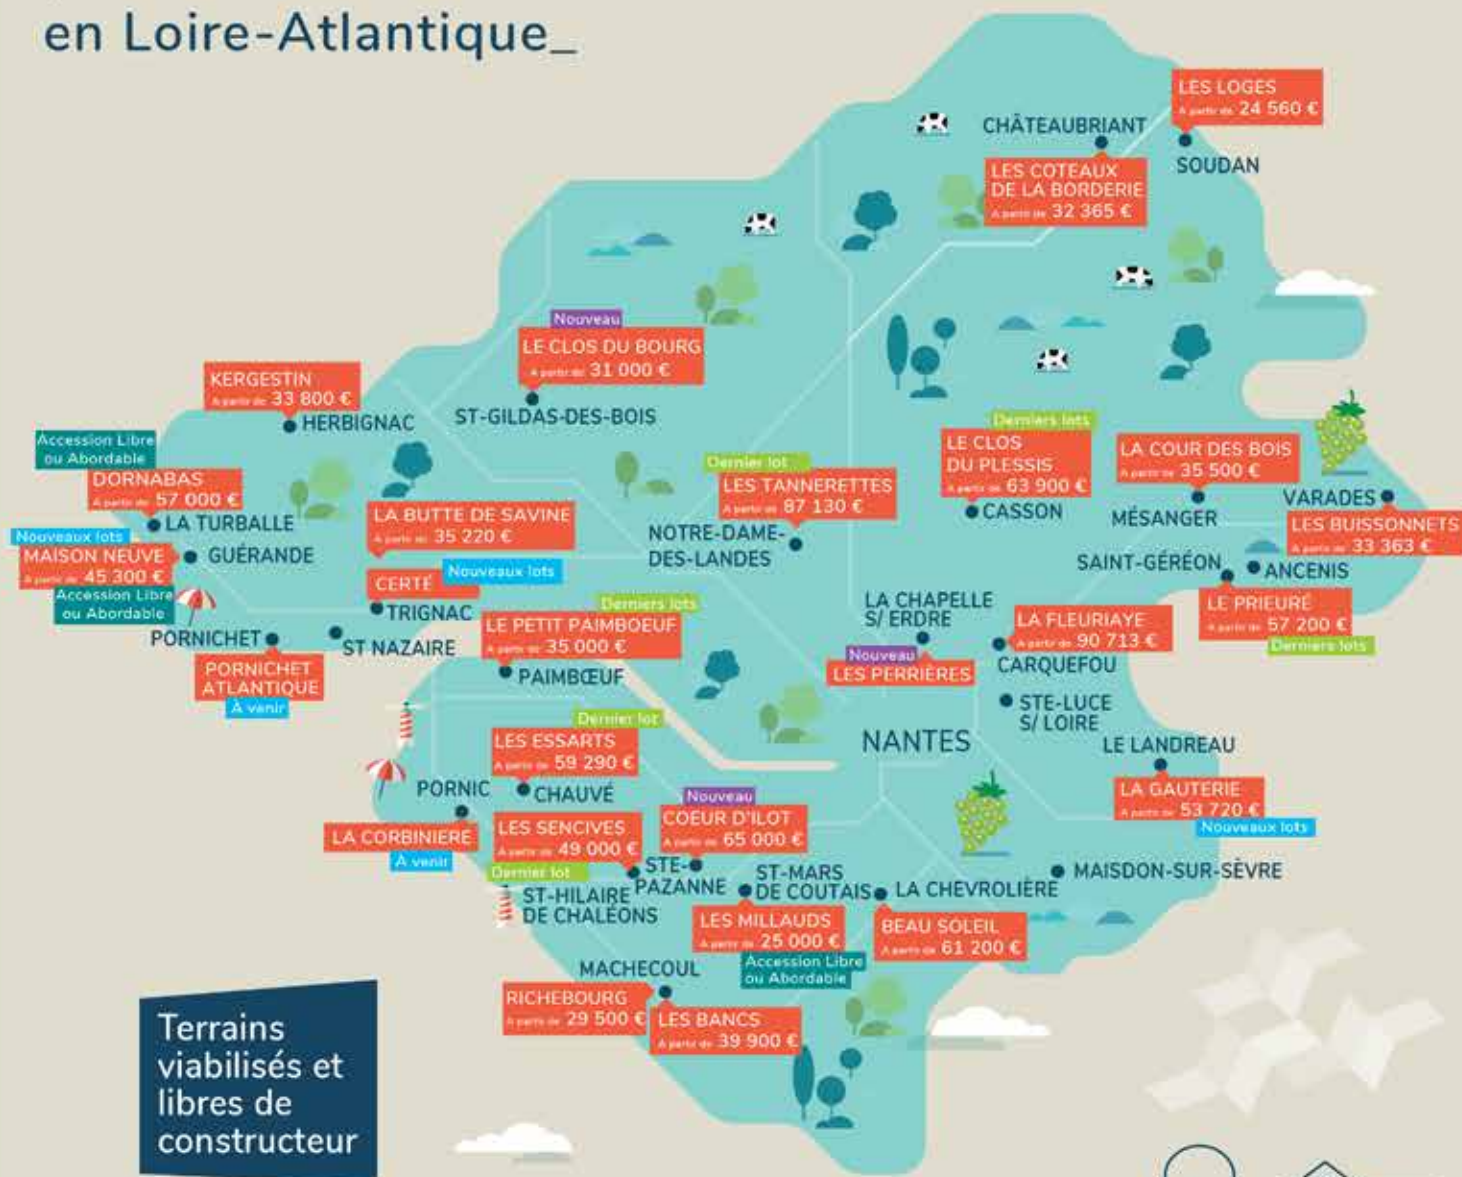 en Loire-Atlantique_
LES LOGES
A partir de 24 560 €
CHÂTEAUBRIANT
SOUDAN
LES COTEAUX
DE LA BORDERIE
A partir de 32 365 €
Nouveau
LE CLOS DU BOURG
A partir de 31 000 €
ST-GILDAS-DES-BOIS
KERGESTIN
A partir de 33 800 €
HERBIGNAC
Accession Libre
ou Abordable
DORNABAS
A partir de 57 000 €
LA TURBALLE
Nouveaux lots
MAISON NEUVE
A partir de 45 300 €
Accession Libre
ou Abordable
GUÉRANDE
LA BUTTE DE SAVINE
A partir de 35 220 €
CERTÉ
Nouveaux lots
TRIGNAC
PORNICHET
PORNICHET
ATLANTIQUE
À venir
ST NAZAIRE
Dernier lot
LES TANNERETTES
A partir de 87 130 €
NOTRE-DAME-
DES-LANDES
Derniers lots
LE CLOS
DU PLESSIS
A partir de 63 900 €
CASSON
LA COUR DES BOIS
A partir de 35 500 €
MÉSANGER
VARADES
LES BUISSONNETS
A partir de 33 363 €
SAINT-GÉRÉON
ANCENIS
LE PRIEURÉ
A partir de 57 200 €
Derniers lots
Derniers lots
LE PETIT PAIMBOEUF
A partir de 35 000 €
PAIMBŒUF
LA CHAPELLE
S/ ERDRE
Nouveau
LES PERRIÈRES
LA FLEURIAYE
A partir de 90 713 €
CARQUEFOU
STE-LUCE
S/ LOIRE
NANTES
LE LANDREAU
LA GAUTERIE
A partir de 53 720 €
Nouveaux lots
Dernier lot
LES ESSARTS
A partir de 59 290 €
CHAUVÉ
PORNIC
LA CORBINIERE
À venir
LES SENCIVES
A partir de 49 000 €
Dernier lot
ST-HILAIRE
DE CHALÉONS
Nouveau
COEUR D'ILOT
A partir de 65 000 €
STE-
PAZANNE
ST-MARS
DE COUTAIS
LES MILLAUDS
A partir de 25 000 €
Accession Libre
ou Abordable
LA CHEVROLIÈRE
BEAU SOLEIL
A partir de 61 200 €
MAISDON-SUR-SÈVRE
MACHECOUL
RICHEBOURG
A partir de 29 500 €
LES BANCS
A partir de 39 900 €
Terrains
viabilisés et
libres de
constructeur